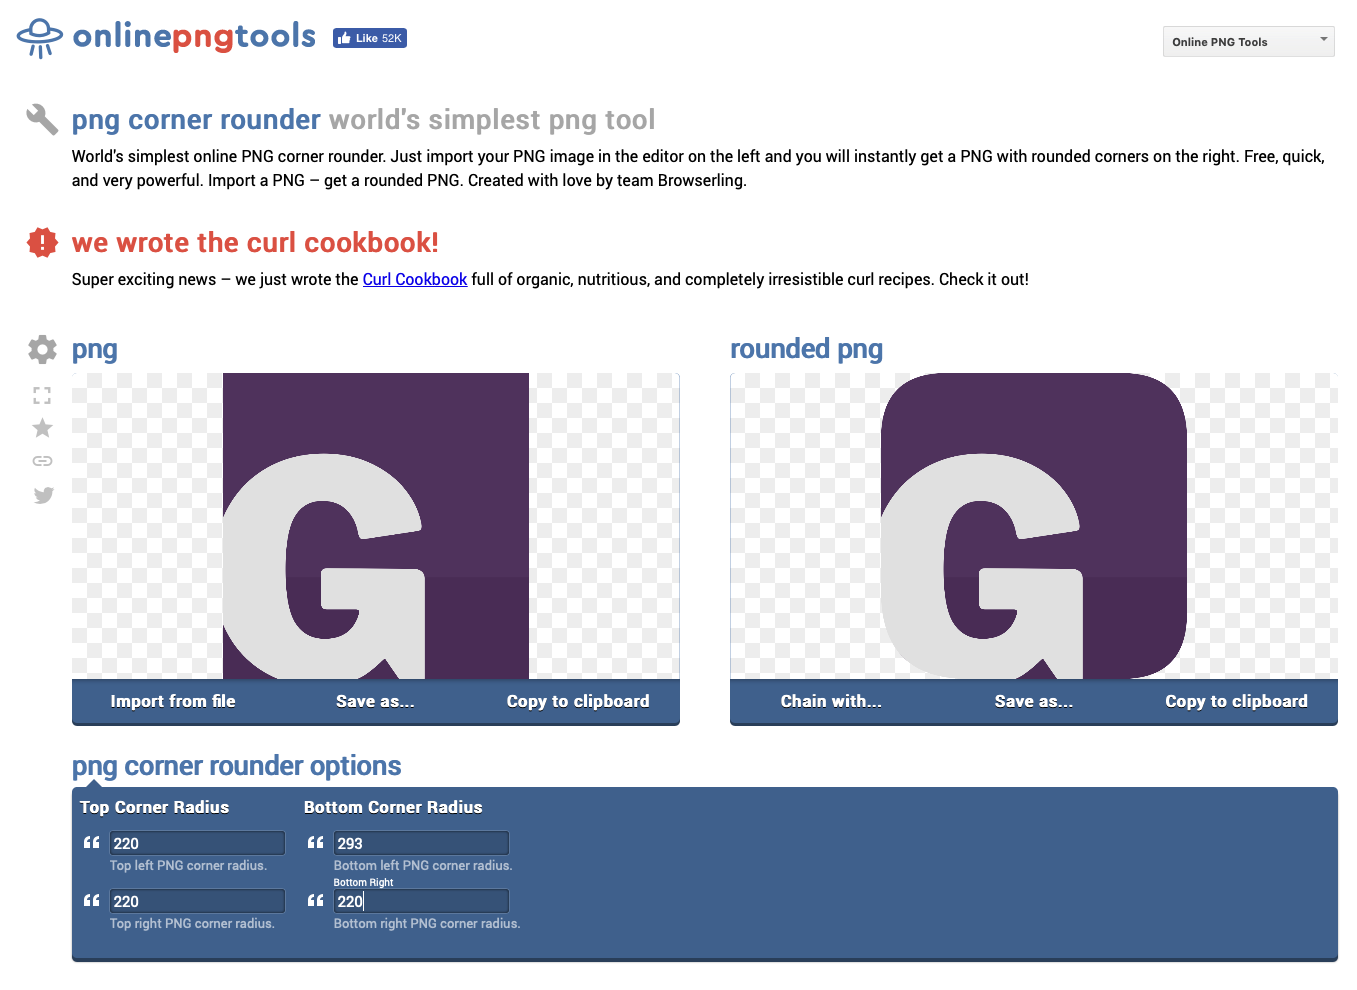 onlinepngtools
Like 52K
Online PNG Tools
png corner rounder world's simplest png tool
World's simplest online PNG corner rounder. Just import your PNG image in the editor on the left and you will instantly get a PNG with rounded corners on the right. Free, quick,
and very powerful. Import a PNG – get a rounded PNG. Created with love by team Browserling.
we wrote the curl cookbook!
Super exciting news – we just wrote the Curl Cookbook full of organic, nutritious, and completely irresistible curl recipes. Check it out!
png
rounded png
G
G
Import from file
Save as...
Copy to clipboard
Chain with...
Save as...
Copy to clipboard
png corner rounder options
Top Corner Radius
220
Top left PNG corner radius.
220
Top right PNG corner radius.
Bottom Corner Radius
293
Bottom left PNG corner radius.
Bottom Right
220
Bottom right PNG corner radius.